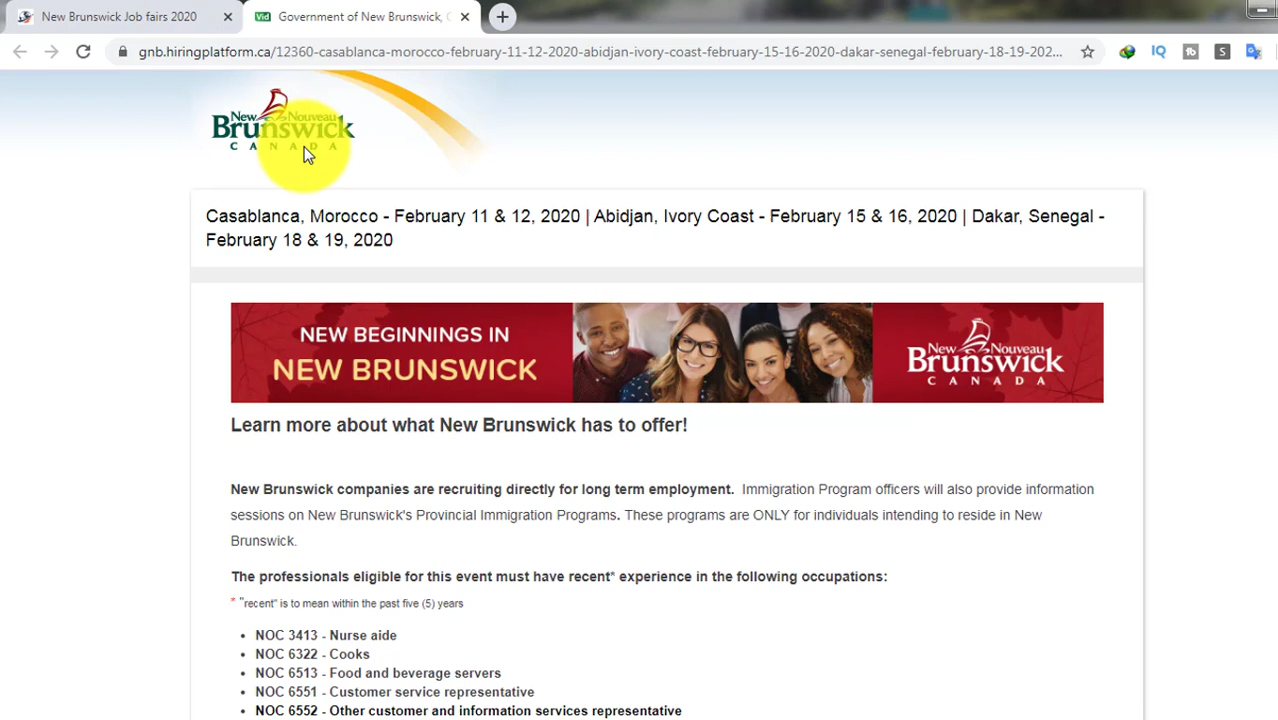 New Brunswick Job fairs 2020
Vid Government of New Brunswick, C
gnb.hiringplatform.ca/12360-casablanca-morocco-february-11-12-2020-abidjan-ivory-coast-february-15-16-2020-dakar-senegal-february-18-19-202...
IQ
tb
S
New Nouveau
Brunswick
CANADA
Casablanca, Morocco - February 11 & 12, 2020 | Abidjan, Ivory Coast - February 15 & 16, 2020 | Dakar, Senegal -
February 18 & 19, 2020
NEW BEGINNINGS IN
NEW BRUNSWICK
New Nouveau
Brunswick
CANADA
Learn more about what New Brunswick has to offer!
New Brunswick companies are recruiting directly for long term employment. Immigration Program officers will also provide information
sessions on New Brunswick's Provincial Immigration Programs. These programs are ONLY for individuals intending to reside in New
Brunswick.
The professionals eligible for this event must have recent* experience in the following occupations:
* "recent" is to mean within the past five (5) years
• NOC 3413 - Nurse aide
• NOC 6322 - Cooks
• NOC 6513 - Food and beverage servers
• NOC 6551 - Customer service representative
• NOC 6552 - Other customer and information services representative